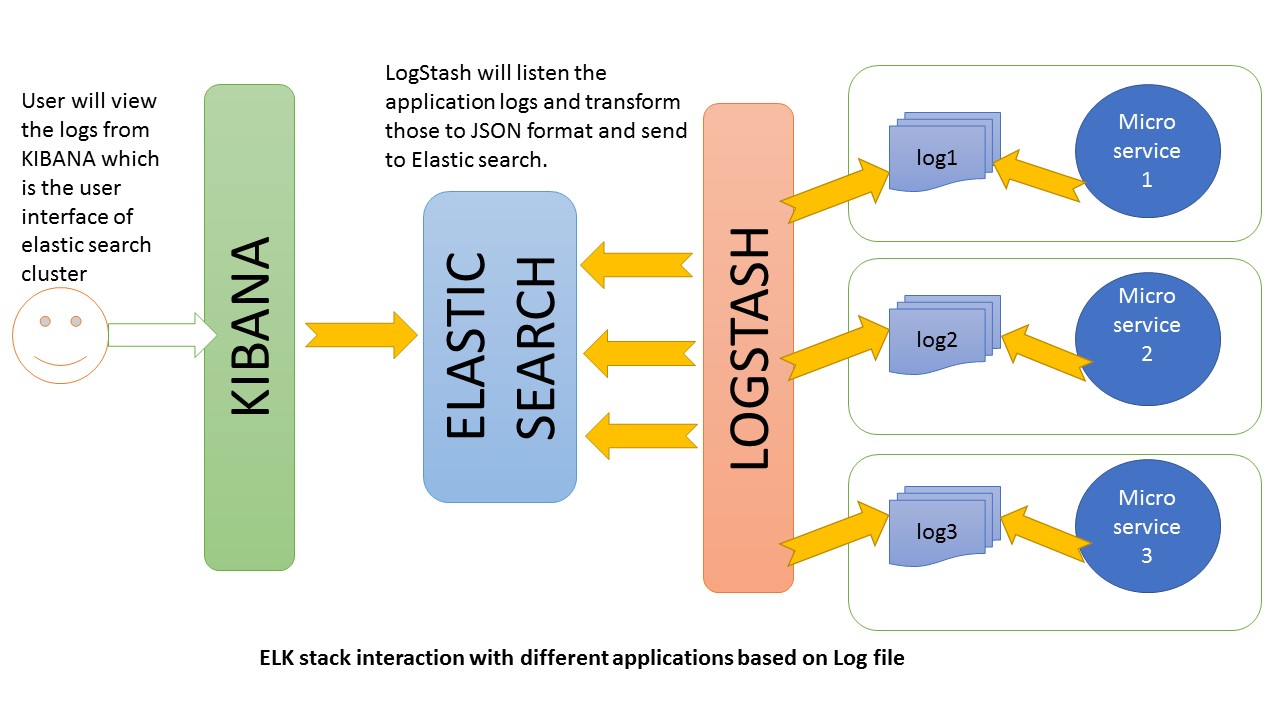 User will view
the logs from
KIBANA which
is the user
interface of
elastic search
cluster
KIBANA
LogStash will listen the
application logs and transform
those to JSON format and send
to Elastic search.
ELASTIC
SEARCH
LOGSTASH
log1
Micro
service
1
log2
Micro
service
2
log3
Micro
service
3
ELK stack interaction with different applications based on Log file